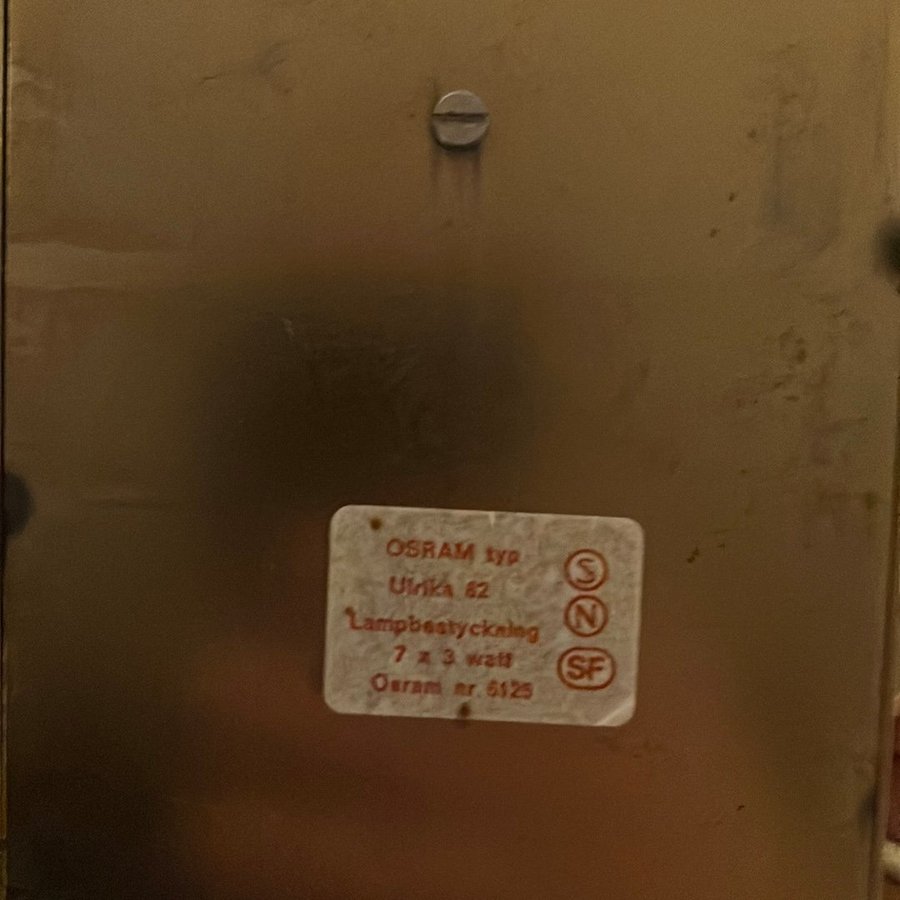 OSRAM typ
Ulrika 82
Lampbestyckning
7 x 3 watt
Osram nr. 6125
S
N
SF